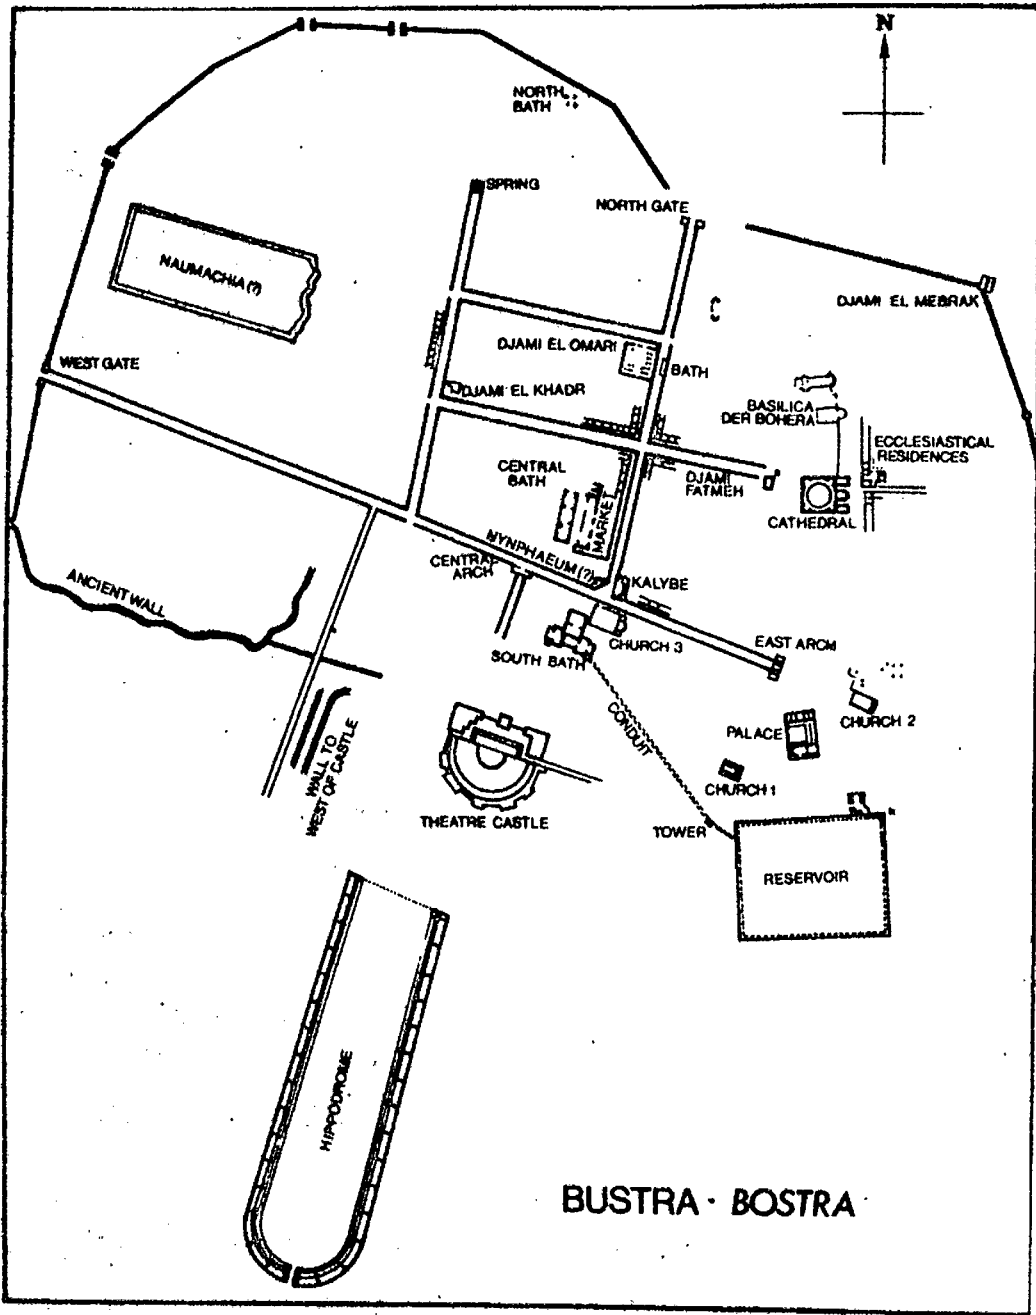 N
NORTH
BATH
SPRING
NORTH GATE
NAUMACHIA (?)
DJAMI EL MEBRAK
DJAMI EL OMARI
WEST GATE
BATH
DJAMI EL KHADR
BASILICA
DER BOHERA
ECCLESIASTICAL
RESIDENCES
CENTRAL
BATH
DJAMI
FATMEH
MARKET
CATHEDRAL
NYNPHAEUM (?)
CENTRAL
ARCH
ANCIENT WALL
KALYBE
CHURCH 3
EAST ARCM
SOUTH BATH
CONDUIT
CHURCH 2
PALACE
WALL TO
WEST OF CASTLE
CHURCH 1
THEATRE CASTLE
TOWER
RESERVOIR
HIPPODROME
BUSTRA · BOSTRA